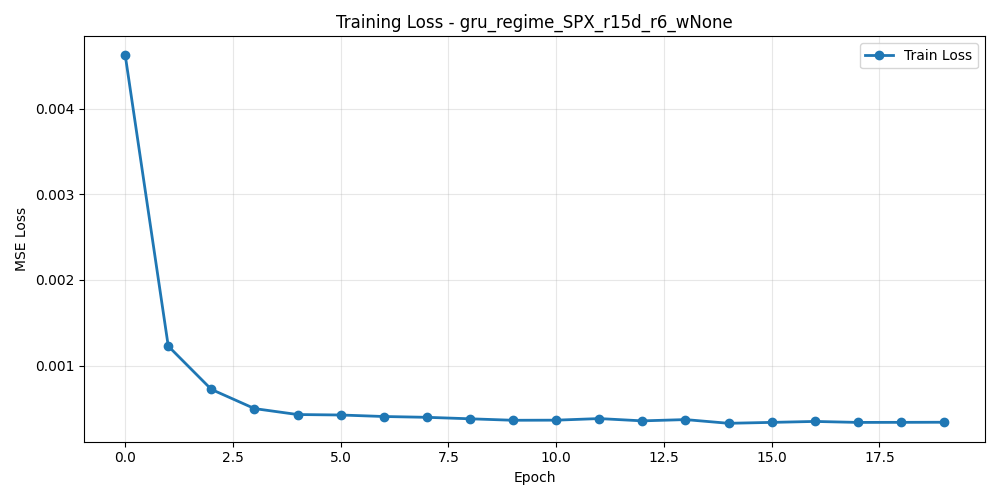 Training Loss - gru_regime_SPX_r15d_r6_wNone
Train Loss
0.004
0.003
0.002
0.001
MSE Loss
0.0 2.5 5.0 7.5 10.0 12.5 15.0 17.5
Epoch